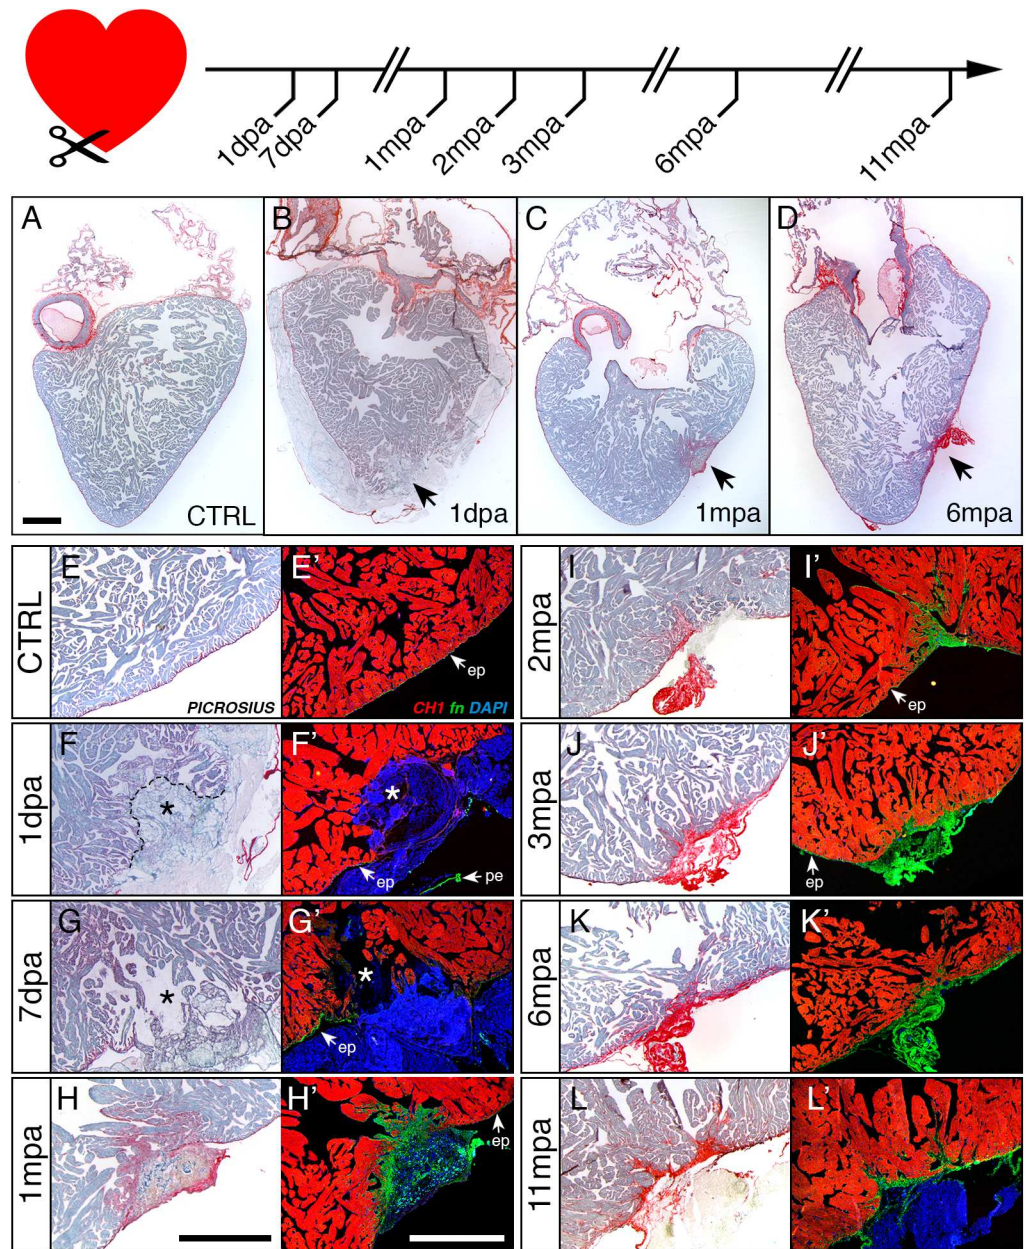 1dpa
7dpa
1mpa
2mpa
3mpa
6mpa
11mpa
A
CTRL
B
1dpa
C
1mpa
D
6mpa
CTRL
E
PICROSIUS
E'
ep
CH1 fn DAPI
1dpa
F
*
F'
*
ep
pe
7dpa
G
*
G'
*
ep
1mpa
H
H'
ep
2mpa
I
I'
ep
3mpa
J
J'
ep
6mpa
K
K'
11mpa
L
L'